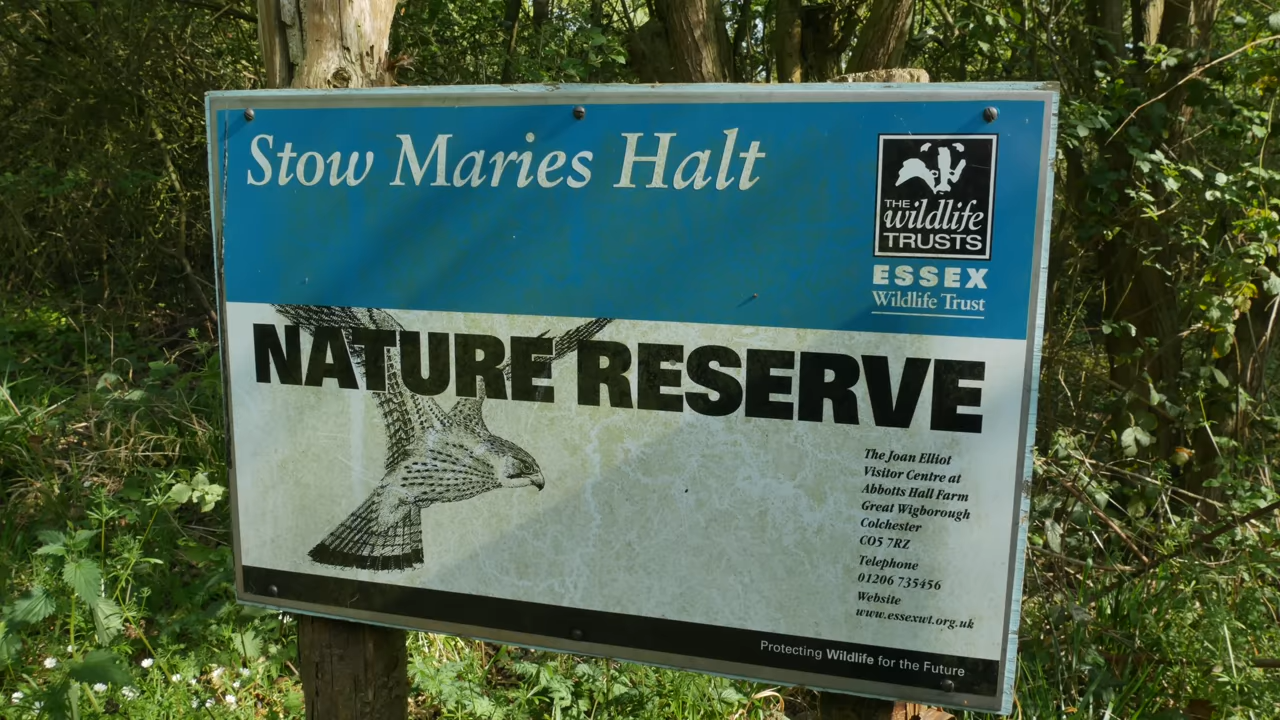 Stow Maries Halt
THE
wildlife
TRUSTS
ESSEX
Wildlife Trust
NATURE RESERVE
The Joan Elliot
Visitor Centre at
Abbotts Hall Farm
Great Wigborough
Colchester
CO5 7RZ
Telephone
01206 735456
Website
www.essexwt.org.uk
Protecting Wildlife for the Future